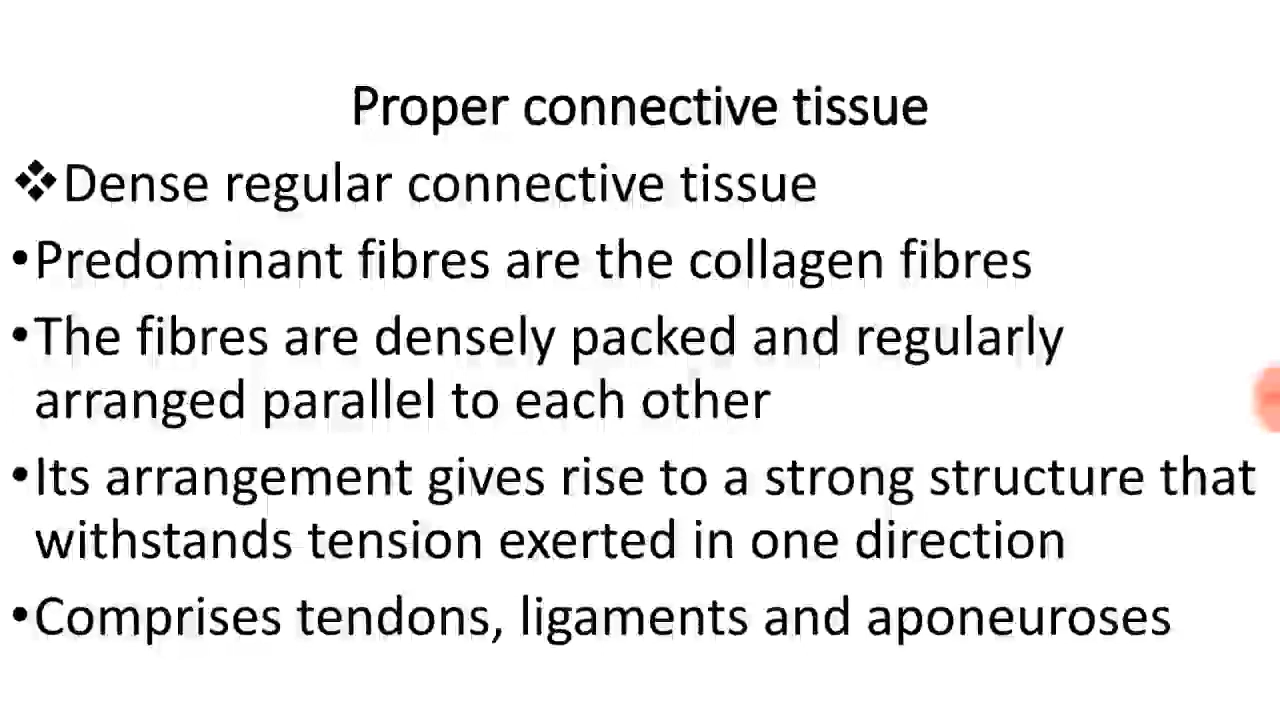 Proper connective tissue
❖Dense regular connective tissue
•Predominant fibres are the collagen fibres
•The fibres are densely packed and regularly
arranged parallel to each other
•Its arrangement gives rise to a strong structure that
withstands tension exerted in one direction
•Comprises tendons, ligaments and aponeuroses